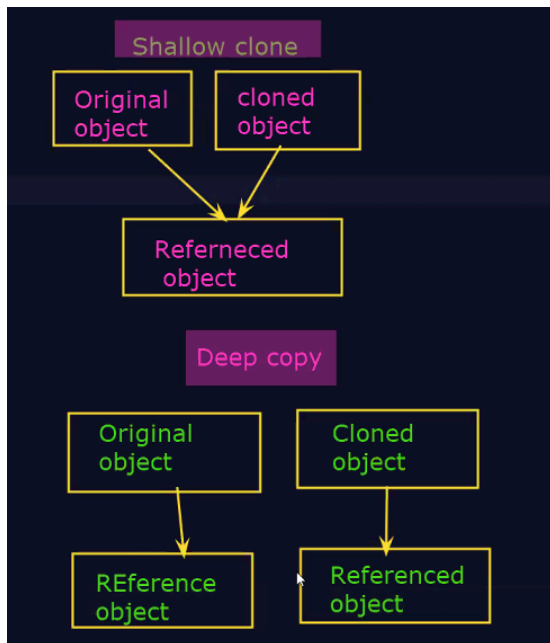 Shallow clone
Original
object
cloned
object
Referneced
object
Deep copy
Original
object
Cloned
object
REference
object
Referenced
object